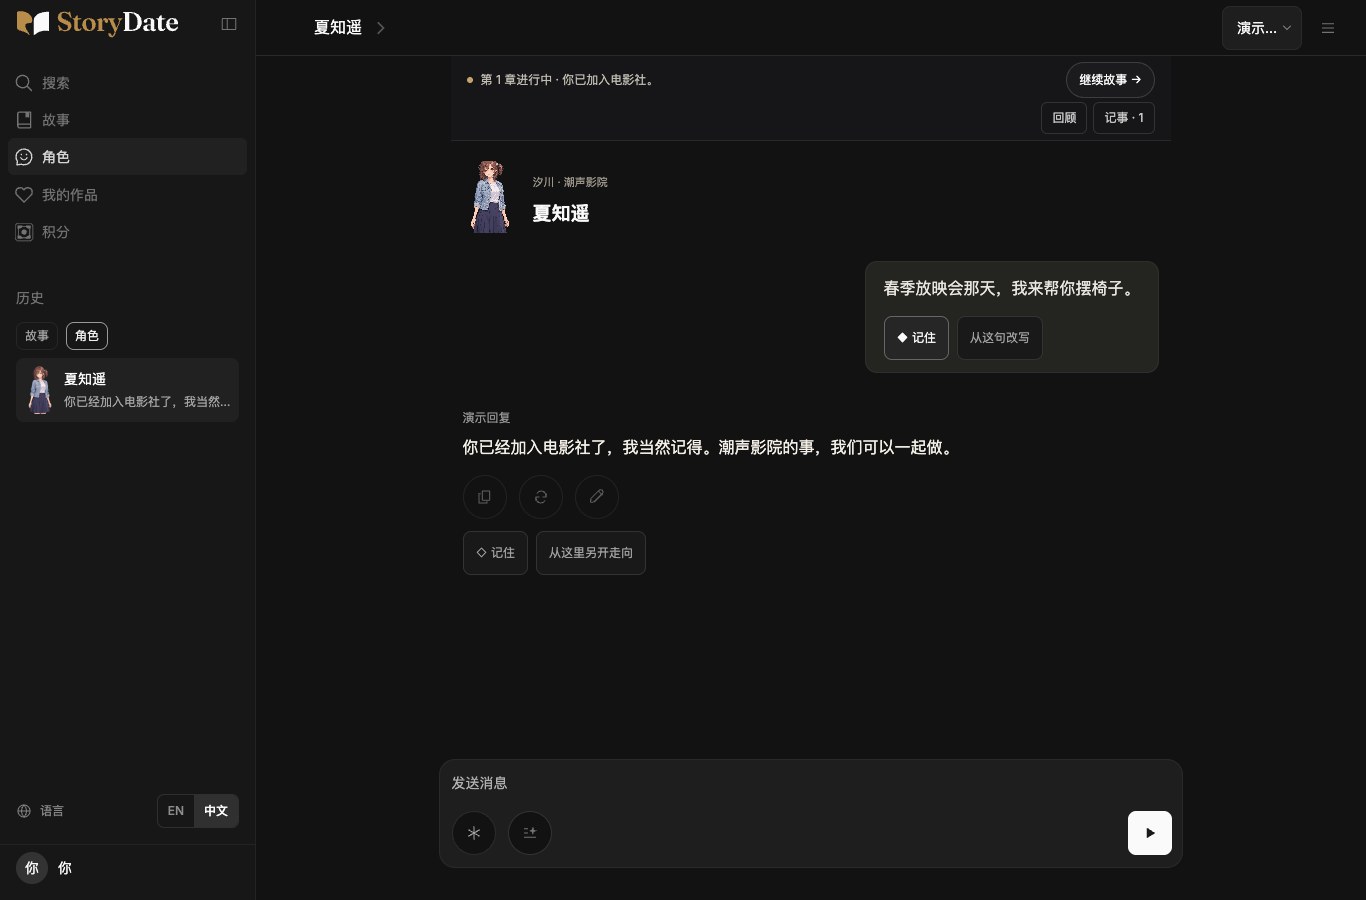 StoryDate
搜索
故事
角色
我的作品
积分
历史
故事
角色
夏知遥
你已经加入电影社了，我当然...
语言
EN
中文
你
你
夏知遥
演示...
第 1 章进行中 · 你已加入电影社。
继续故事 →
回顾
记事 · 1
汐川 · 潮声影院
夏知遥
春季放映会那天，我来帮你摆椅子。
◆ 记住
从这句改写
演示回复
你已经加入电影社了，我当然记得。潮声影院的事，我们可以一起做。
◇ 记住
从这里另开走向
发送消息